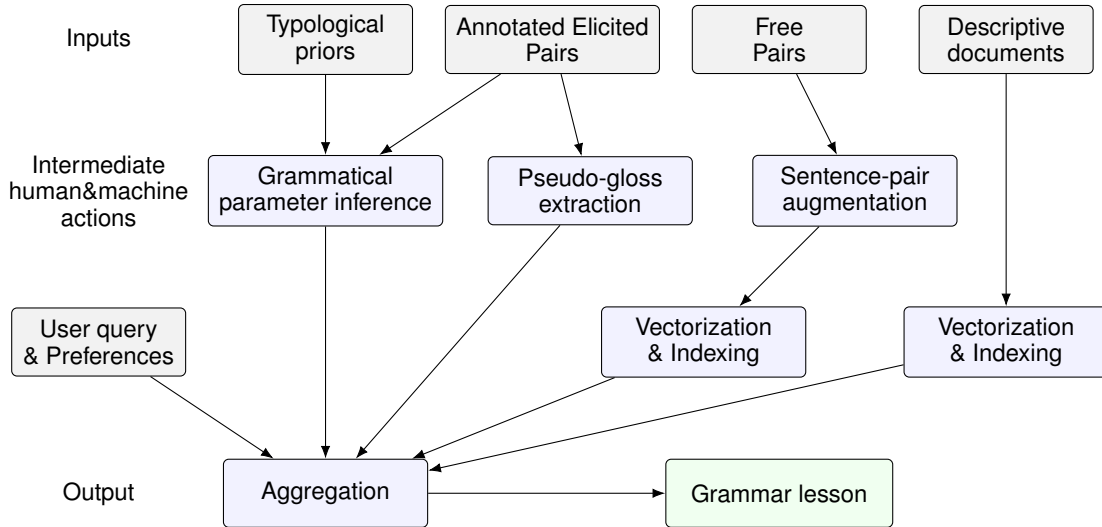 Inputs
Typological
priors
Annotated Elicited
Pairs
Free
Pairs
Descriptive
documents
Intermediate
human&machine
actions
Grammatical
parameter inference
Pseudo-gloss
extraction
Sentence-pair
augmentation
User query
& Preferences
Vectorization
& Indexing
Vectorization
& Indexing
Output
Aggregation
Grammar lesson